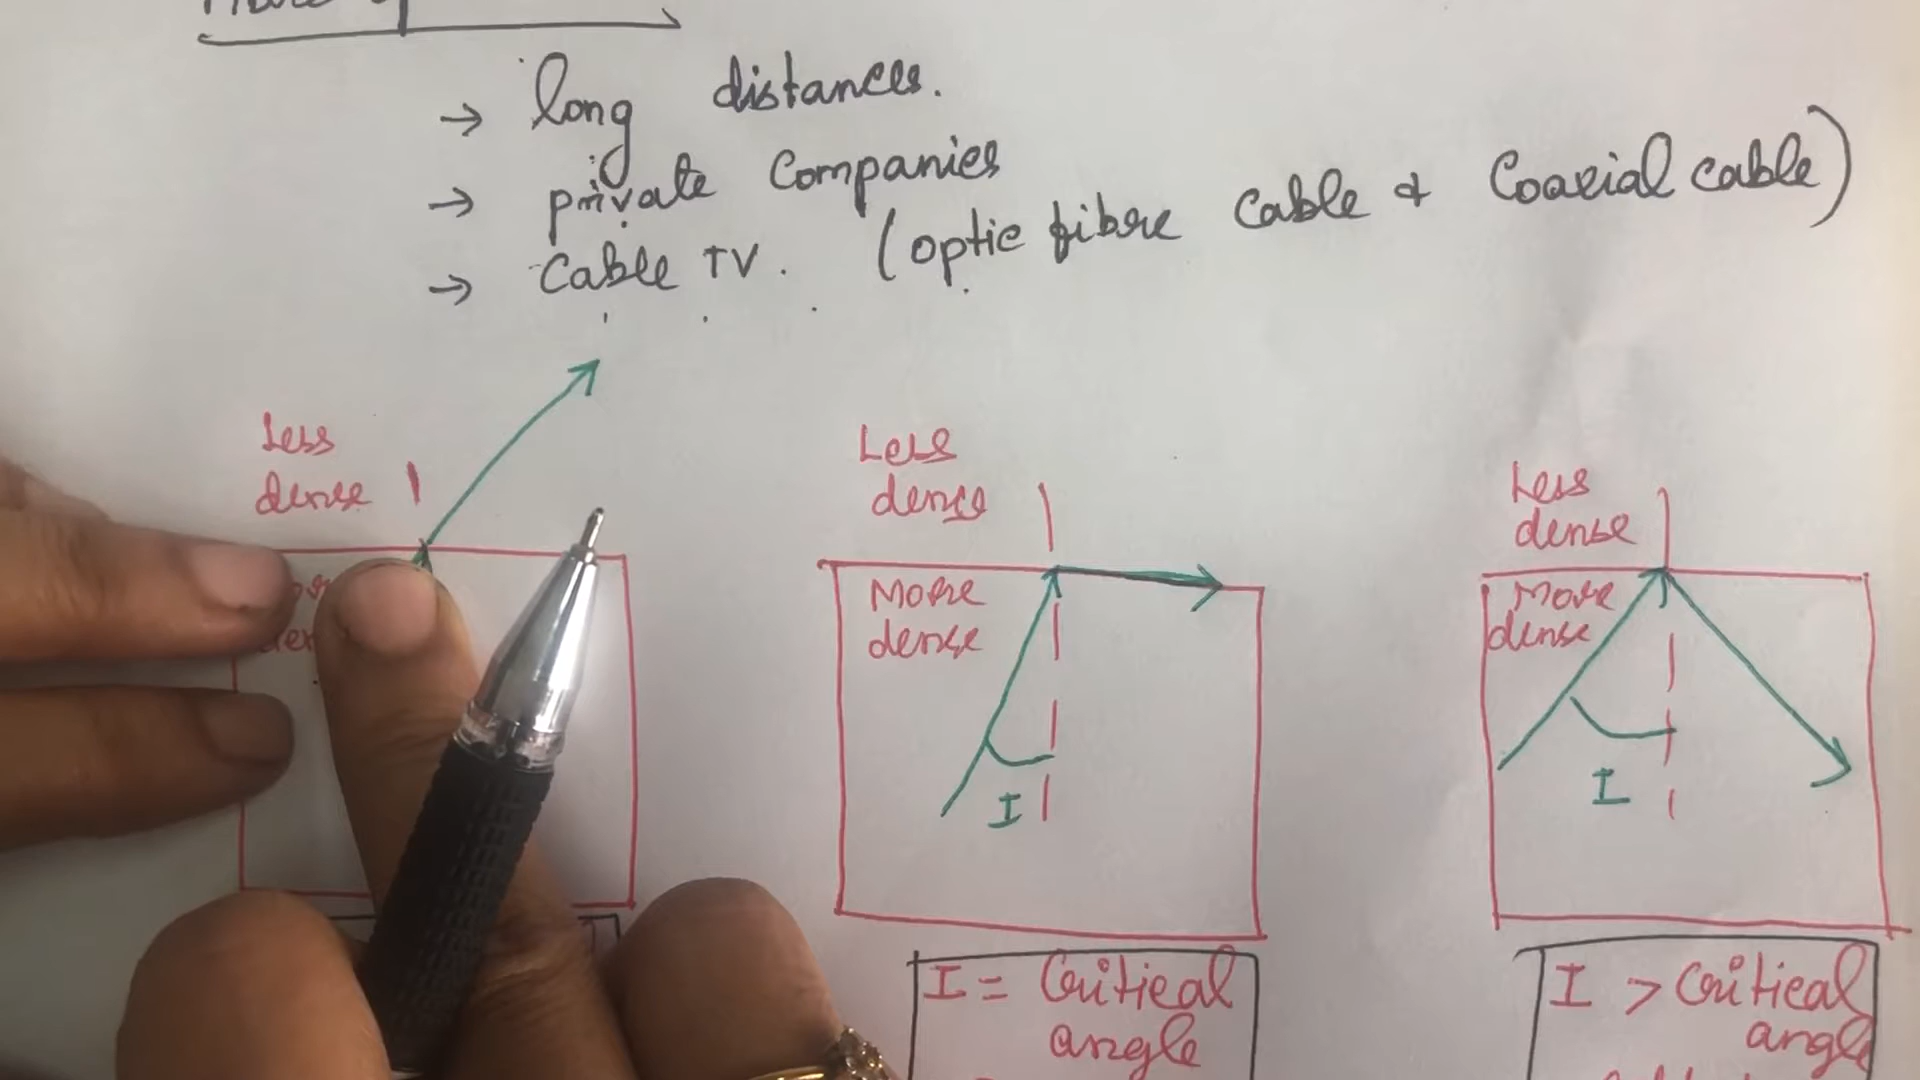 → long distances.
→ private Companies
→ Cable TV. (optic fibre cable & Coaxial cable)
Less
dense
Less
dense
More
dense
I
I = Critical
angle
Less
dense
More
dense
I
I > Critical
angle